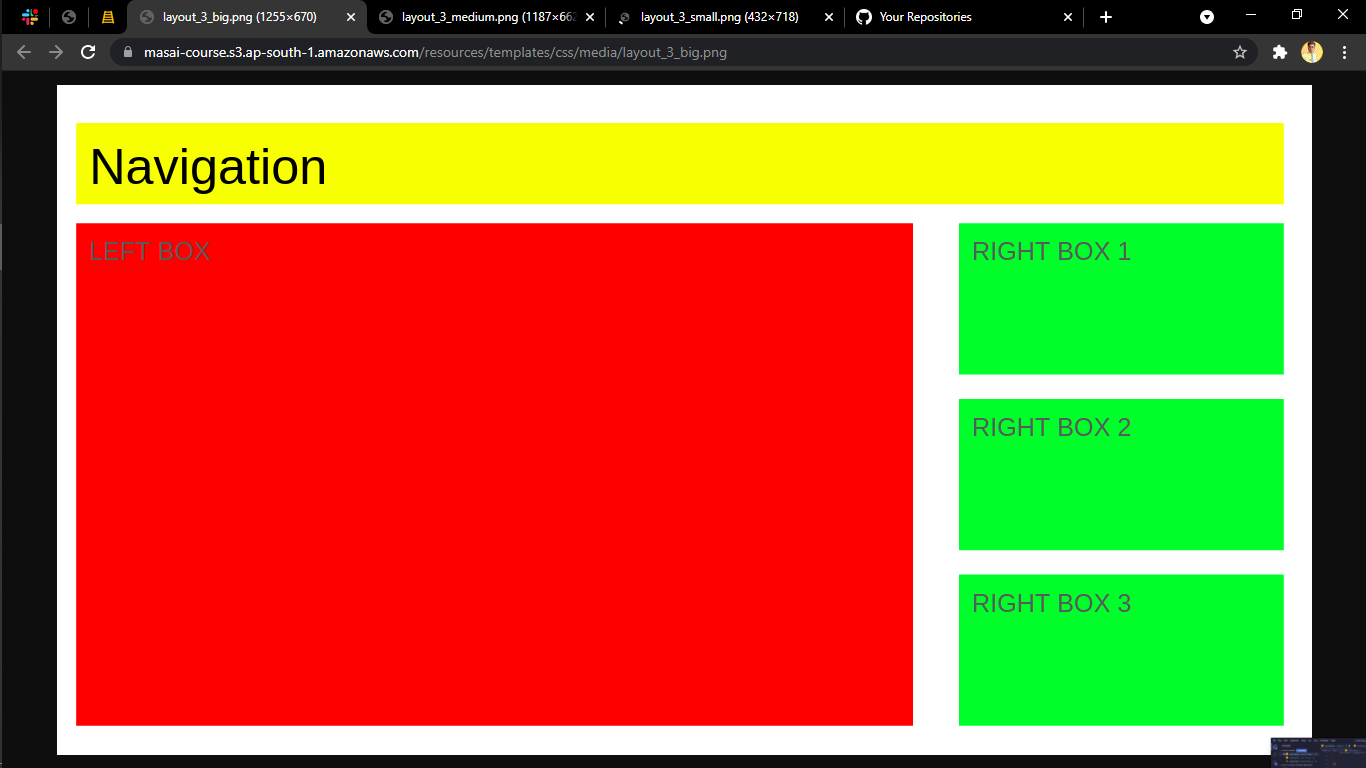 layout_3_big.png (1255×670)
layout_3_medium.png (1187×662
layout_3_small.png (432×718)
Your Repositories
masai-course.s3.ap-south-1.amazonaws.com/resources/templates/css/media/layout_3_big.png
Navigation
LEFT BOX
RIGHT BOX 1
RIGHT BOX 2
RIGHT BOX 3